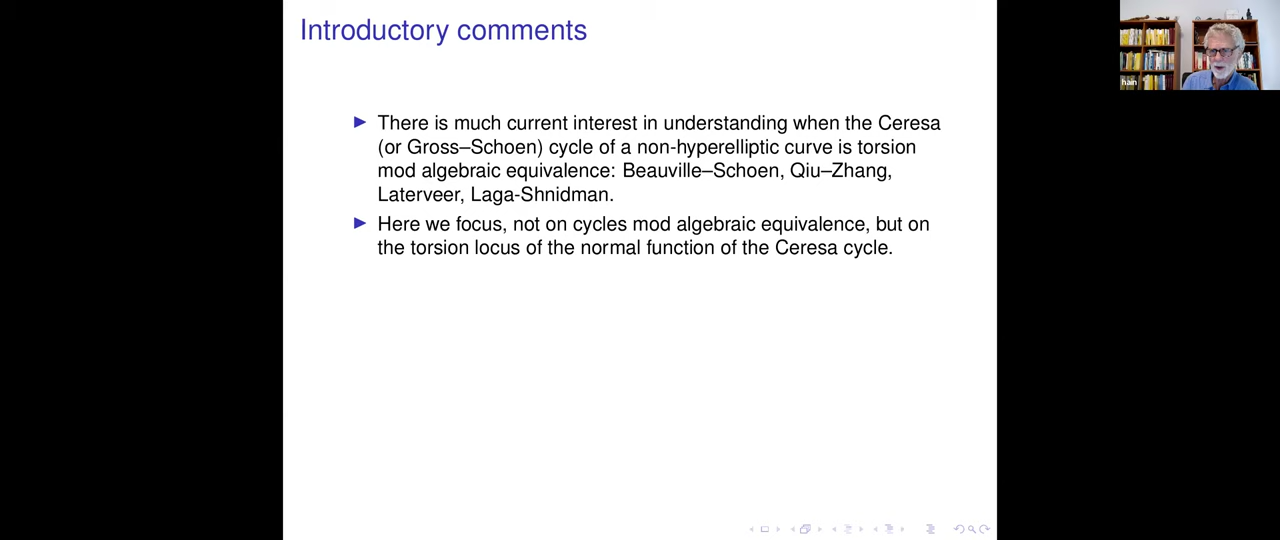 Introductory comments
There is much current interest in understanding when the Ceresa
(or Gross–Schoen) cycle of a non-hyperelliptic curve is torsion
mod algebraic equivalence: Beauville–Schoen, Qiu–Zhang,
Laterveer, Laga-Shnidman.
Here we focus, not on cycles mod algebraic equivalence, but on
the torsion locus of the normal function of the Ceresa cycle.
hain